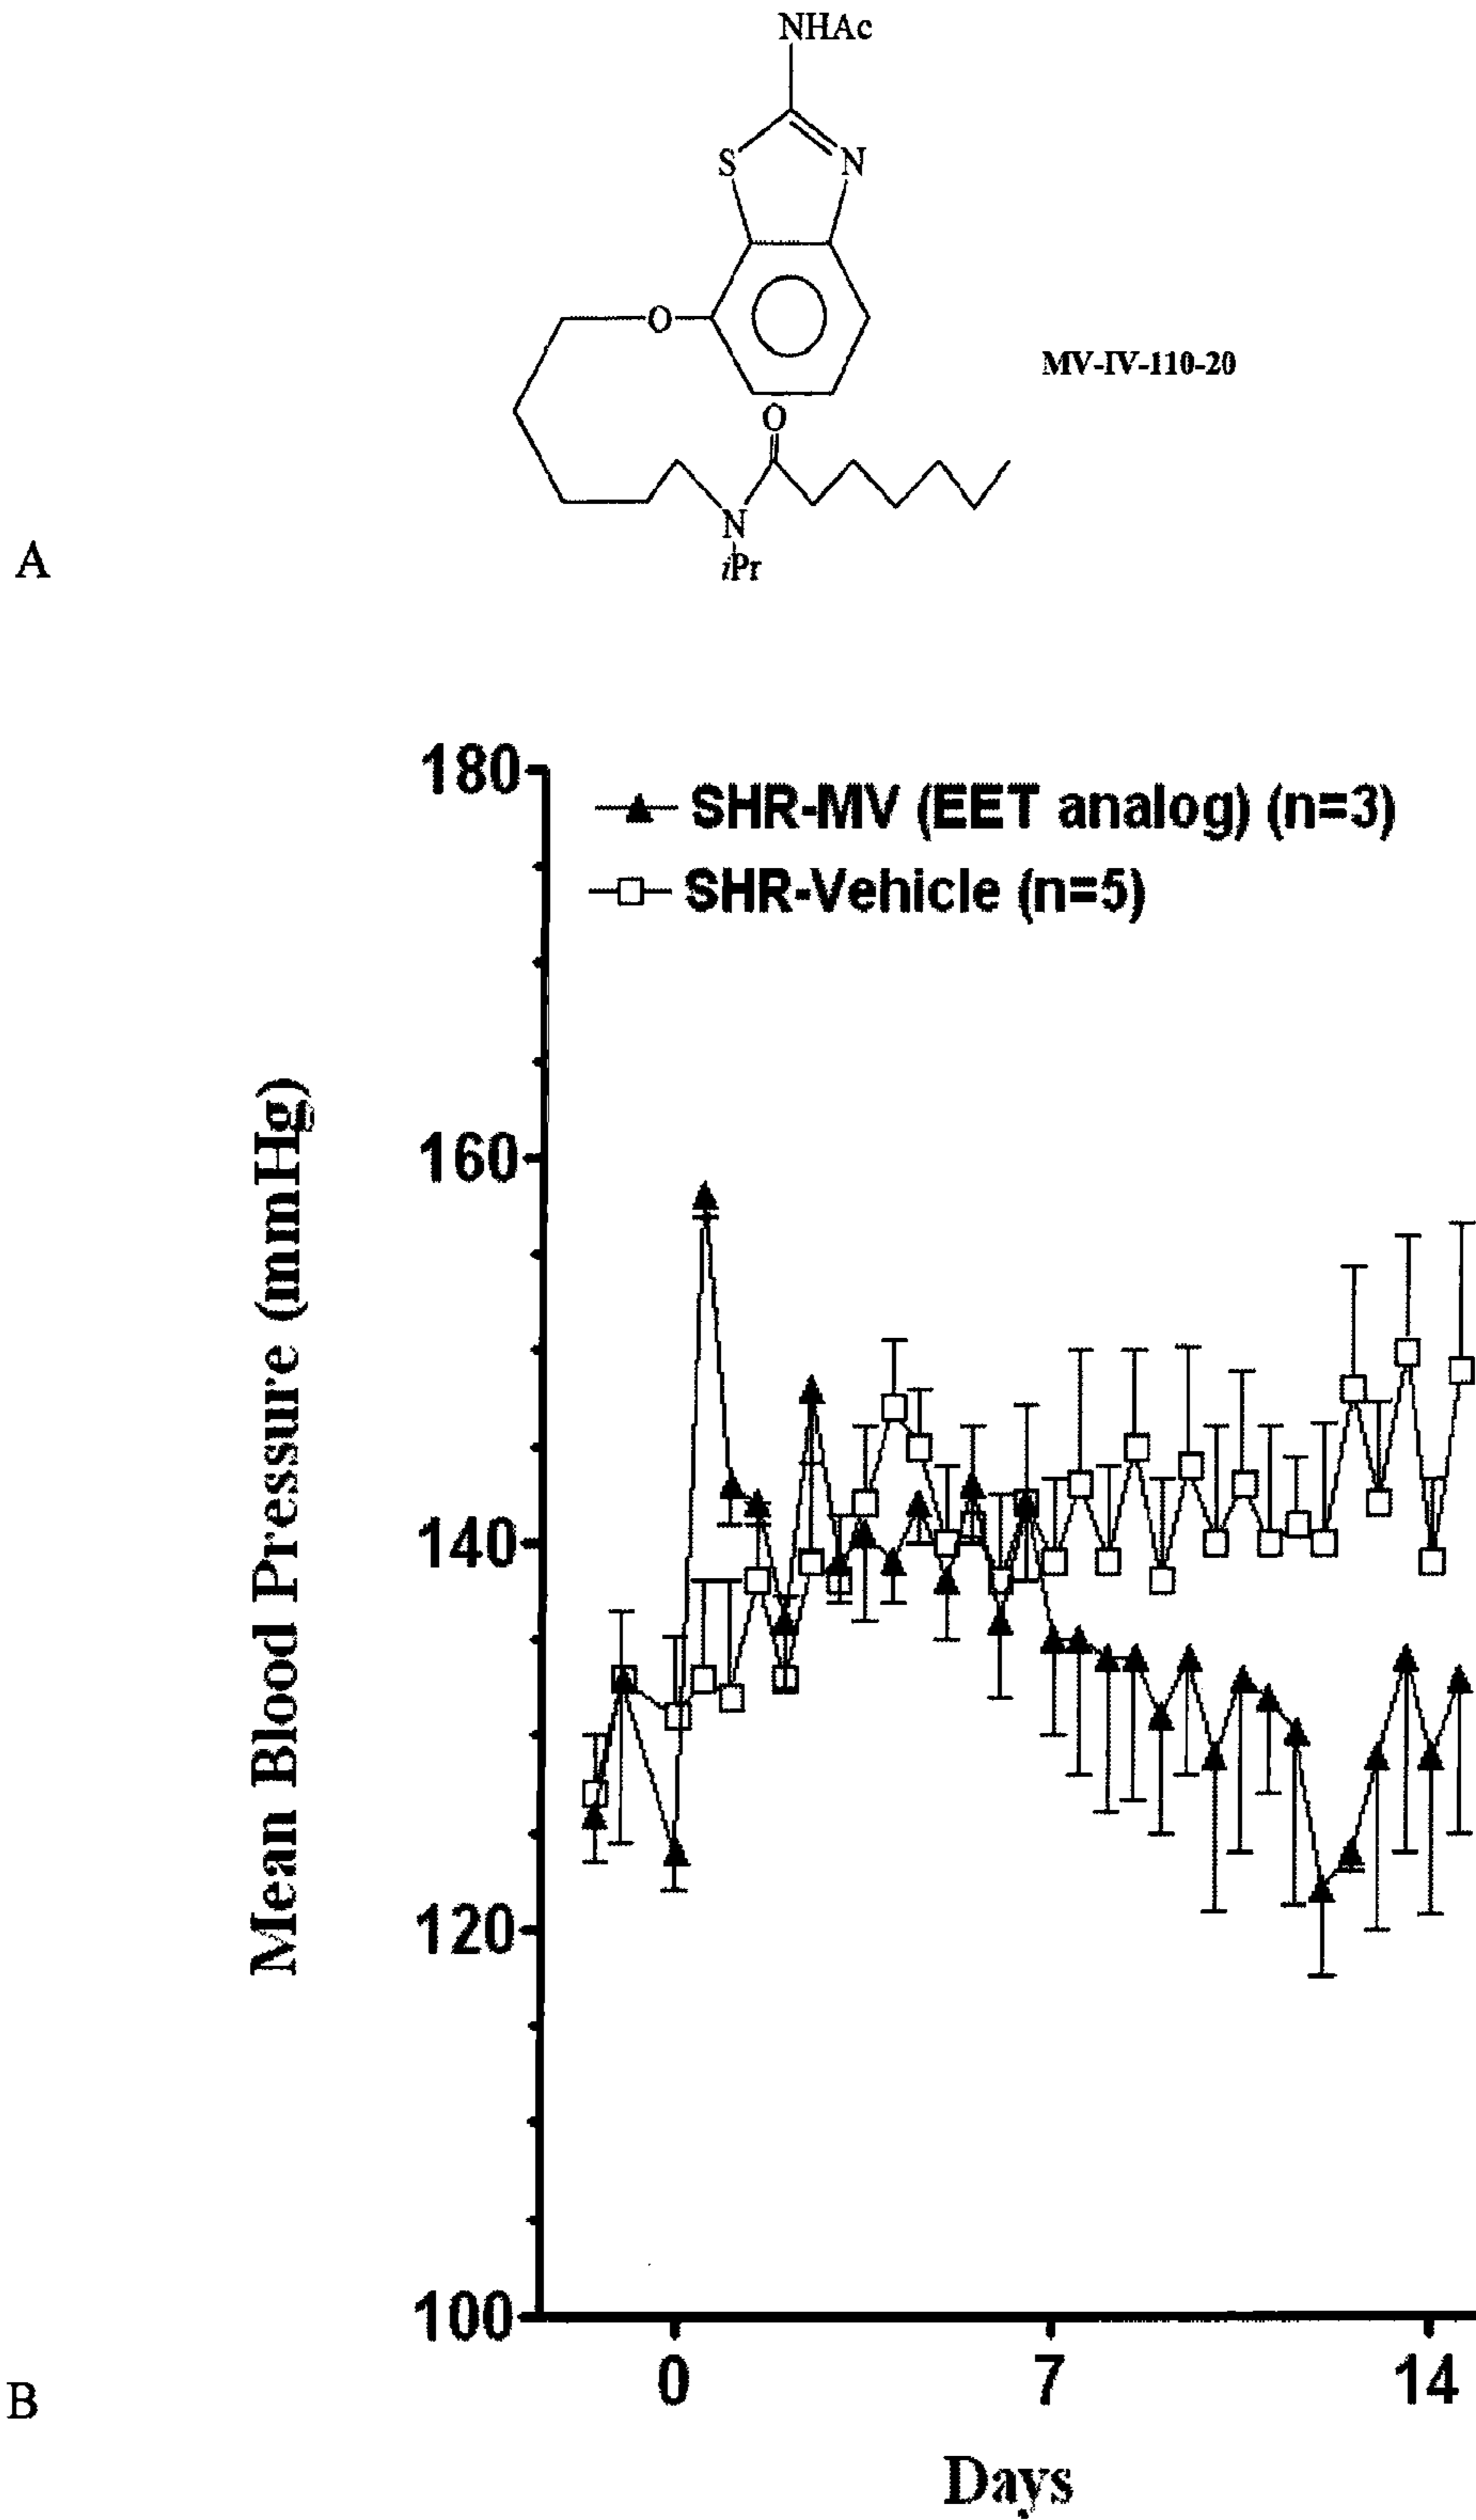 NHAc
S
N
O
MV-IV-110-20
O
N
iPr
A
180
SHR-MV (EET analog) (n=3)
SHR-Vehicle (n=5)
160
140
120
100
Mean Blood Pressure (mmHg)
0
7
14
B
Days